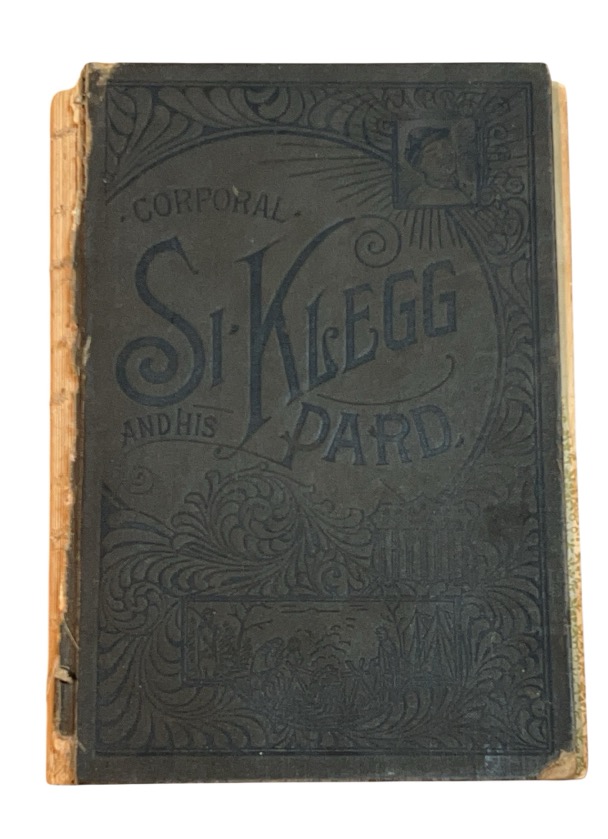 · CORPORAL ·
SI · KLEGG
AND HIS
PARD.